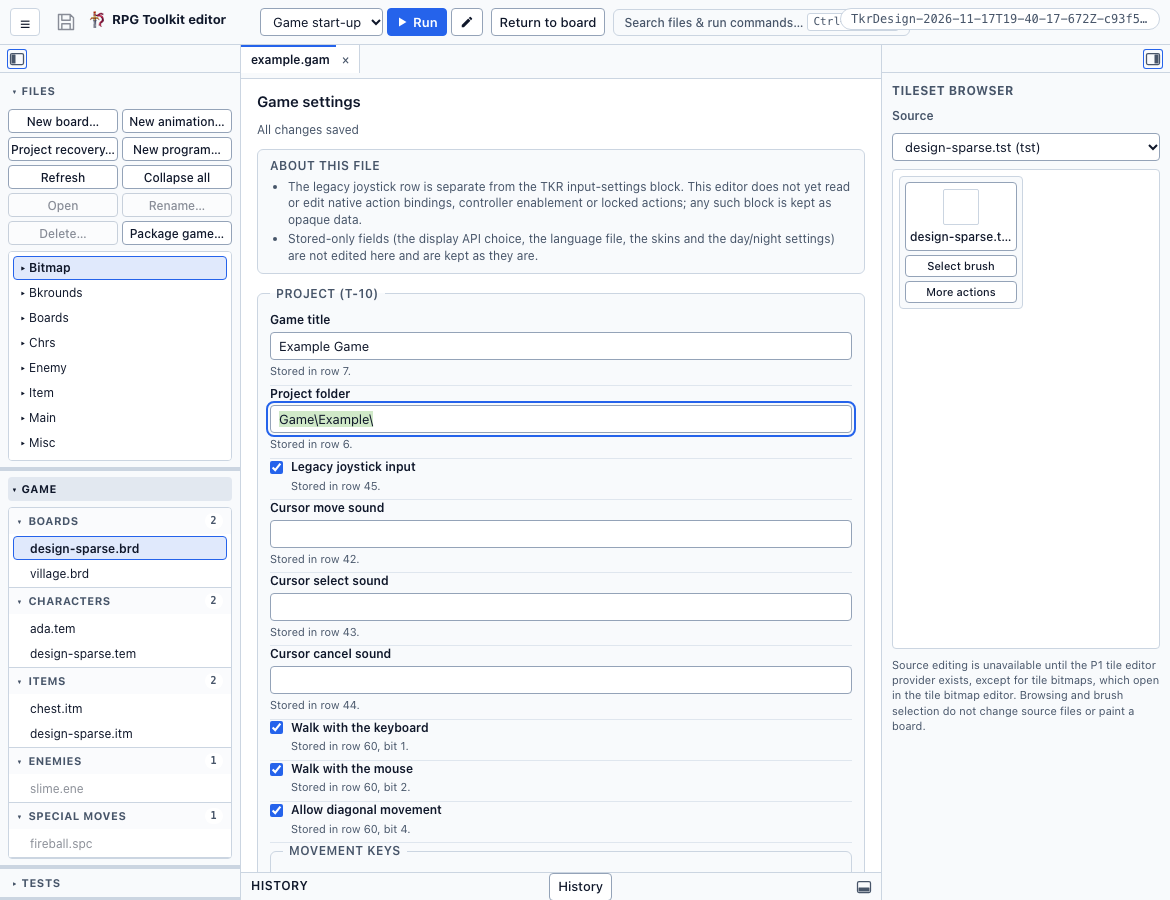 RPG Toolkit editor
Game start-up
Run
Return to board
Search files & run commands...
Ctrl
TkrDesign-2026-11-17T19-40-17-672Z-c93f5…
FILES
New board...
New animation...
Project recovery...
New program...
Refresh
Collapse all
Open
Rename...
Delete...
Package game...
Bitmap
Bkrounds
Boards
Chrs
Enemy
Item
Main
Misc
GAME
BOARDS 2
design-sparse.brd
village.brd
CHARACTERS 2
ada.tem
design-sparse.tem
ITEMS 2
chest.itm
design-sparse.itm
ENEMIES 1
slime.ene
SPECIAL MOVES 1
fireball.spc
TESTS
example.gam ×
Game settings
All changes saved
ABOUT THIS FILE
• The legacy joystick row is separate from the TKR input-settings block. This editor does not yet read
or edit native action bindings, controller enablement or locked actions; any such block is kept as
opaque data.
• Stored-only fields (the display API choice, the language file, the skins and the day/night settings)
are not edited here and are kept as they are.
PROJECT (T-10)
Game title
Example Game
Stored in row 7.
Project folder
Game\Example\
Stored in row 6.
Legacy joystick input
Stored in row 45.
Cursor move sound
Stored in row 42.
Cursor select sound
Stored in row 43.
Cursor cancel sound
Stored in row 44.
Walk with the keyboard
Stored in row 60, bit 1.
Walk with the mouse
Stored in row 60, bit 2.
Allow diagonal movement
Stored in row 60, bit 4.
MOVEMENT KEYS
HISTORY
History
TILESET BROWSER
Source
design-sparse.tst (tst)
design-sparse.t...
Select brush
More actions
Source editing is unavailable until the P1 tile editor
provider exists, except for tile bitmaps, which open
in the tile bitmap editor. Browsing and brush
selection do not change source files or paint a
board.